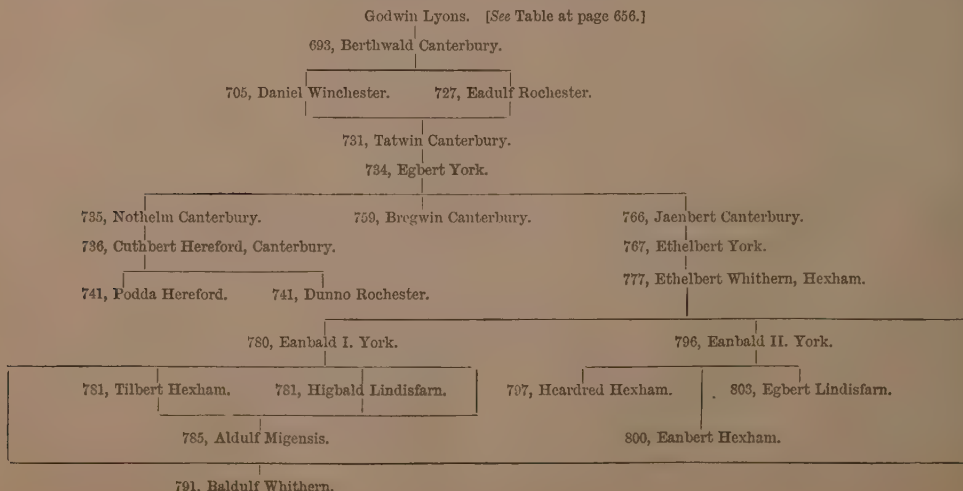 Godwin Lyons. [See Table at page 656.]
693, Berthwald Canterbury.
705, Daniel Winchester. 727, Eadulf Rochester.
731, Tatwin Canterbury.
734, Egbert York.
735, Nothelm Canterbury. 759, Bregwin Canterbury. 766, Jaenbert Canterbury.
736, Cuthbert Hereford, Canterbury. 767, Ethelbert York.
777, Ethelbert Whithern, Hexham.
741, Podda Hereford. 741, Dunno Rochester.
780, Eanbald I. York. 796, Eanbald II. York.
781, Tilbert Hexham. 781, Higbald Lindisfarn. 797, Heardred Hexham. 803, Egbert Lindisfarn.
785, Aldulf Migensis. 800, Eanbert Hexham.
791, Baldulf Whithern.